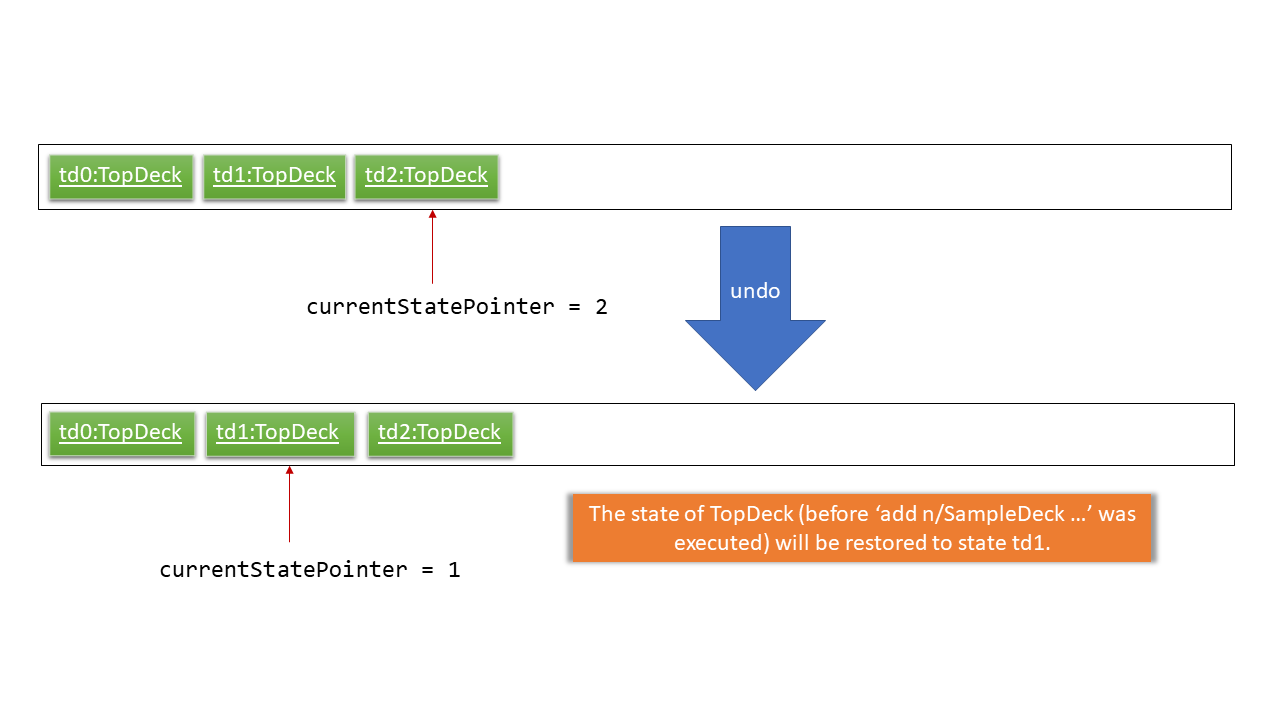 td0:TopDeck td1:TopDeck td2:TopDeck
currentStatePointer = 2
undo
td0:TopDeck td1:TopDeck td2:TopDeck
The state of TopDeck (before ‘add n/SampleDeck …’ was
executed) will be restored to state td1.
currentStatePointer = 1